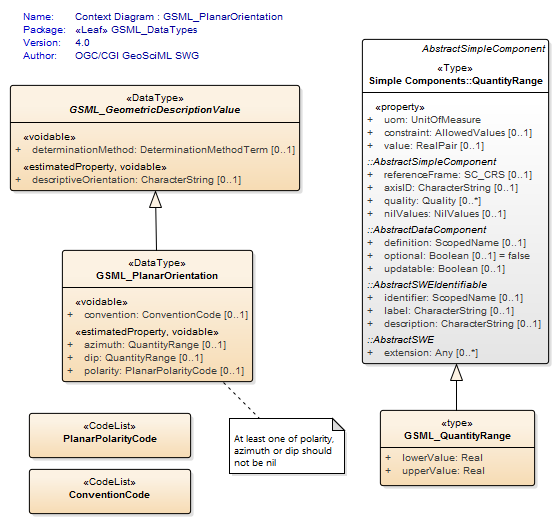 Name: Context Diagram : GSML_PlanarOrientation
Package: «Leaf» GSML_DataTypes
Version: 4.0
Author: OGC/CGI GeoSciML SWG
«DataType»
GSML_GeometricDescriptionValue
«voidable»
+ determinationMethod: DeterminationMethodTerm [0..1]
«estimatedProperty, voidable»
+ descriptiveOrientation: CharacterString [0..1]
«DataType»
GSML_PlanarOrientation
«voidable»
+ convention: ConventionCode [0..1]
«estimatedProperty, voidable»
+ azimuth: QuantityRange [0..1]
+ dip: QuantityRange [0..1]
+ polarity: PlanarPolarityCode [0..1]
«CodeList»
PlanarPolarityCode
«CodeList»
ConventionCode
At least one of polarity,
azimuth or dip should
not be nil
AbstractSimpleComponent
«Type»
Simple Components::QuantityRange
«property»
+ uom: UnitOfMeasure
+ constraint: AllowedValues [0..1]
+ value: RealPair [0..1]
::AbstractSimpleComponent
+ referenceFrame: SC_CRS [0..1]
+ axisID: CharacterString [0..1]
+ quality: Quality [0..*]
+ nilValues: NilValues [0..1]
::AbstractDataComponent
+ definition: ScopedName [0..1]
+ optional: Boolean [0..1] = false
+ updatable: Boolean [0..1]
::AbstractSWEIdentifiable
+ identifier: ScopedName [0..1]
+ label: CharacterString [0..1]
+ description: CharacterString [0..1]
::AbstractSWE
+ extension: Any [0..*]
«type»
GSML_QuantityRange
+ lowerValue: Real
+ upperValue: Real